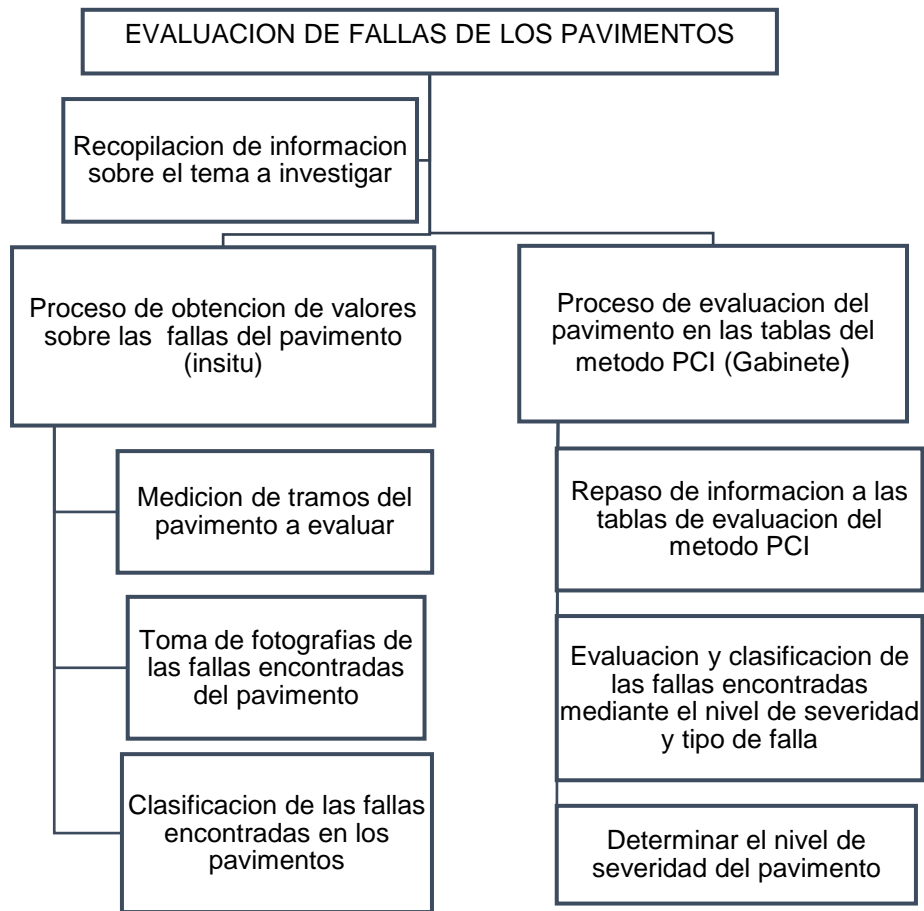 EVALUACION DE FALLAS DE LOS PAVIMENTOS
Recopilacion de informacion
sobre el tema a investigar
Proceso de obtencion de valores
sobre las fallas del pavimento
(insitu)
Medicion de tramos del
pavimento a evaluar
Toma de fotografias de
las fallas encontradas
del pavimento
Clasificacion de las fallas
encontradas en los
pavimentos
Proceso de evaluacion del
pavimento en las tablas del
metodo PCI (Gabinete)
Repaso de informacion a las
tablas de evaluacion del
metodo PCI
Evaluacion y clasificacion de
las fallas encontradas
mediante el nivel de severidad
y tipo de falla
Determinar el nivel de
severidad del pavimento